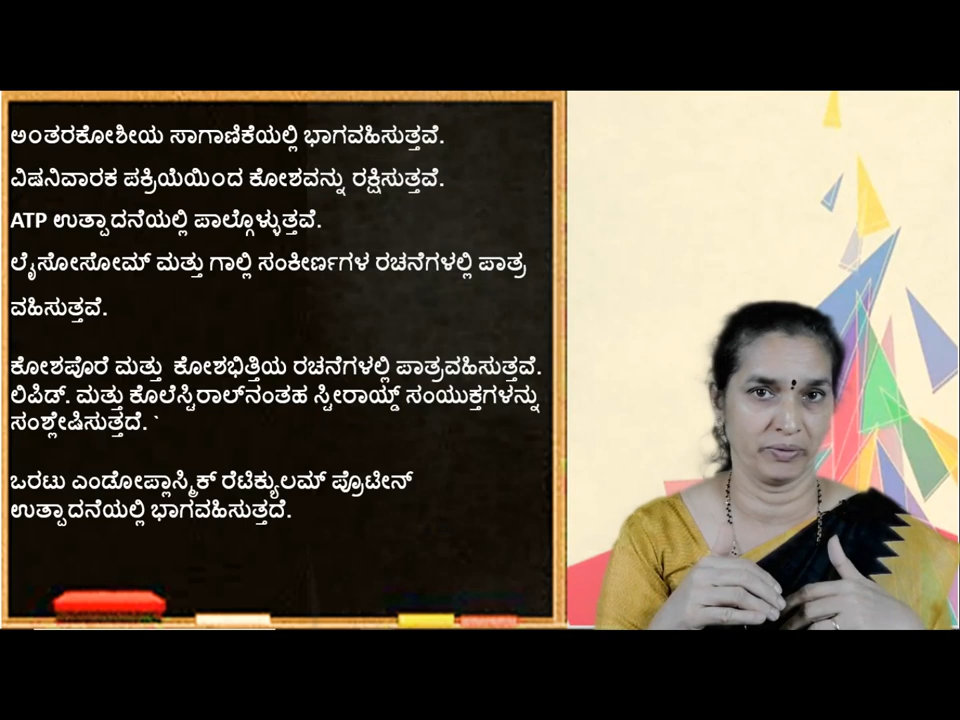 ಅಂತರಕೋಶೀಯ ಸಾಗಾಣಿಕೆಯಲ್ಲಿ ಭಾಗವಹಿಸುತ್ತವೆ.
ವಿಷನಿವಾರಕ ಪಕ್ರಿಯೆಯಿಂದ ಕೋಶವನ್ನು ರಕ್ಷಿಸುತ್ತವೆ.
ATP ಉತ್ಪಾದನೆಯಲ್ಲಿ ಪಾಲ್ಗೊಳ್ಳುತ್ತವೆ.
ಲೈಸೋಸೋಮ್ ಮತ್ತು ಗಾಲ್ಲಿ ಸಂಕೀರ್ಣಗಳ ರಚನೆಗಳಲ್ಲಿ ಪಾತ್ರ
ವಹಿಸುತ್ತವೆ.
ಕೋಶಪೊರೆ ಮತ್ತು ಕೋಶಭಿತ್ತಿಯ ರಚನೆಗಳಲ್ಲಿ ಪಾತ್ರವಹಿಸುತ್ತವೆ.
ಲಿಪಿಡ್. ಮತ್ತು ಕೊಲೆಸ್ಟಿರಾಲ್‌ನಂತಹ ಸ್ಟೀರಾಯ್ಡ್ ಸಂಯುಕ್ತಗಳನ್ನು
ಸಂಶ್ಲೇಷಿಸುತ್ತದೆ. `
ಒರಟು ಎಂಡೋಪ್ಲಾಸ್ಮಿಕ್ ರೆಟಿಕ್ಯುಲಮ್ ಪ್ರೊಟೀನ್
ಉತ್ಪಾದನೆಯಲ್ಲಿ ಭಾಗವಹಿಸುತ್ತದೆ.